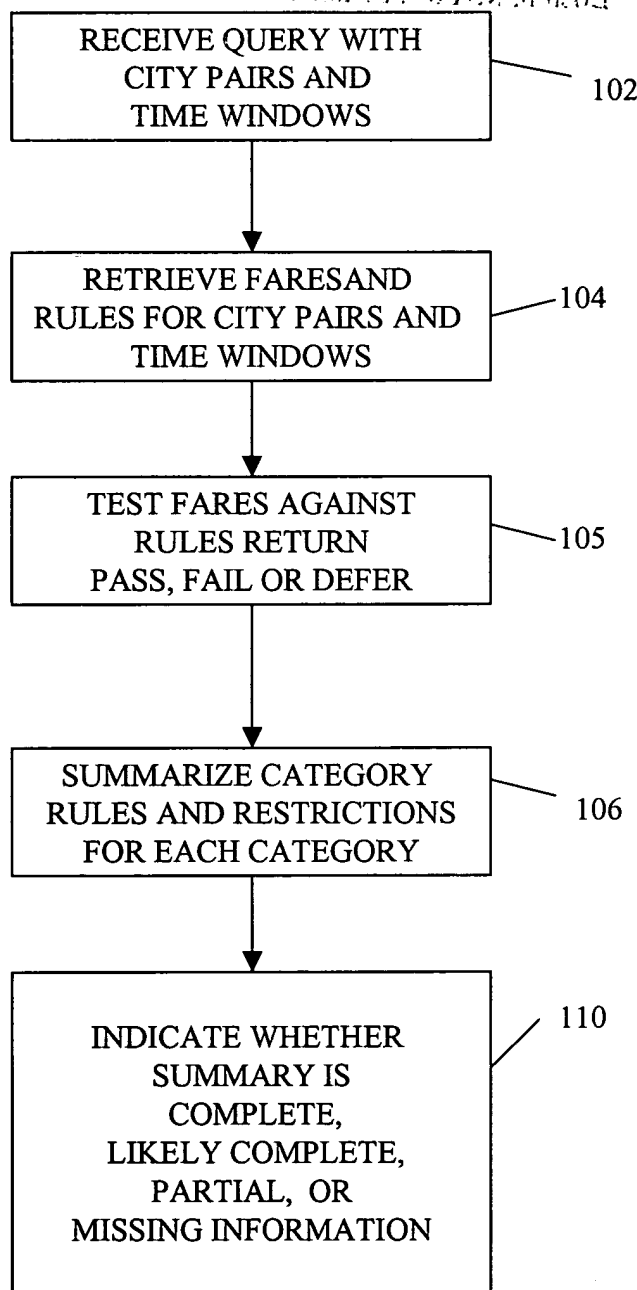 RECEIVE QUERY WITH
CITY PAIRS AND
TIME WINDOWS
102
RETRIEVE FARESAND
RULES FOR CITY PAIRS AND
TIME WINDOWS
104
TEST FARES AGAINST
RULES RETURN
PASS, FAIL OR DEFER
105
SUMMARIZE CATEGORY
RULES AND RESTRICTIONS
FOR EACH CATEGORY
106
INDICATE WHETHER
SUMMARY IS
COMPLETE,
LIKELY COMPLETE,
PARTIAL, OR
MISSING INFORMATION
110